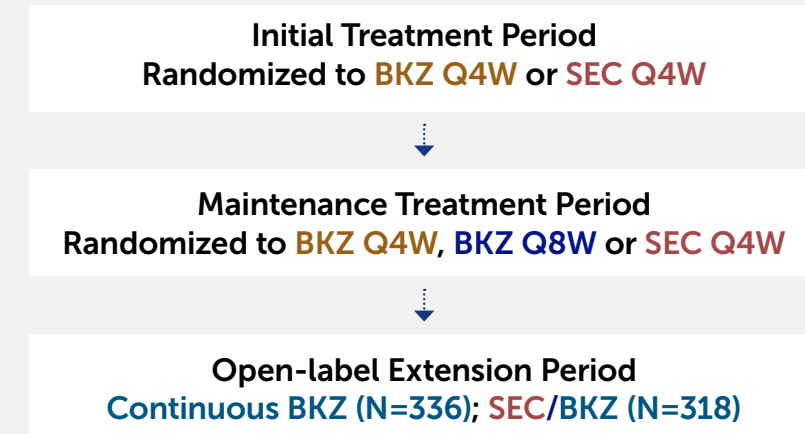 Initial Treatment Period
Randomized to BKZ Q4W or SEC Q4W
Maintenance Treatment Period
Randomized to BKZ Q4W, BKZ Q8W or SEC Q4W
Open-label Extension Period
Continuous BKZ (N=336); SEC/BKZ (N=318)